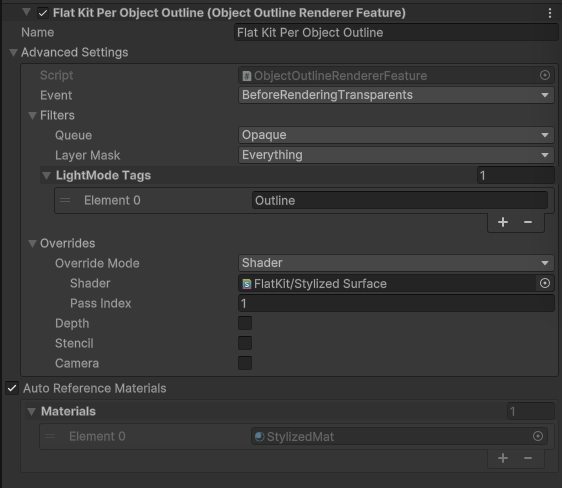 Flat Kit Per Object Outline (Object Outline Renderer Feature)
Name Flat Kit Per Object Outline
Advanced Settings
Script ObjectOutlineRendererFeature
Event BeforeRenderingTransparents
Filters
Queue Opaque
Layer Mask Everything
LightMode Tags 1
Element 0 Outline
+ −
Overrides
Override Mode Shader
Shader FlatKit/Stylized Surface
Pass Index 1
Depth
Stencil
Camera
Auto Reference Materials
Materials 1
Element 0 StylizedMat
+ −